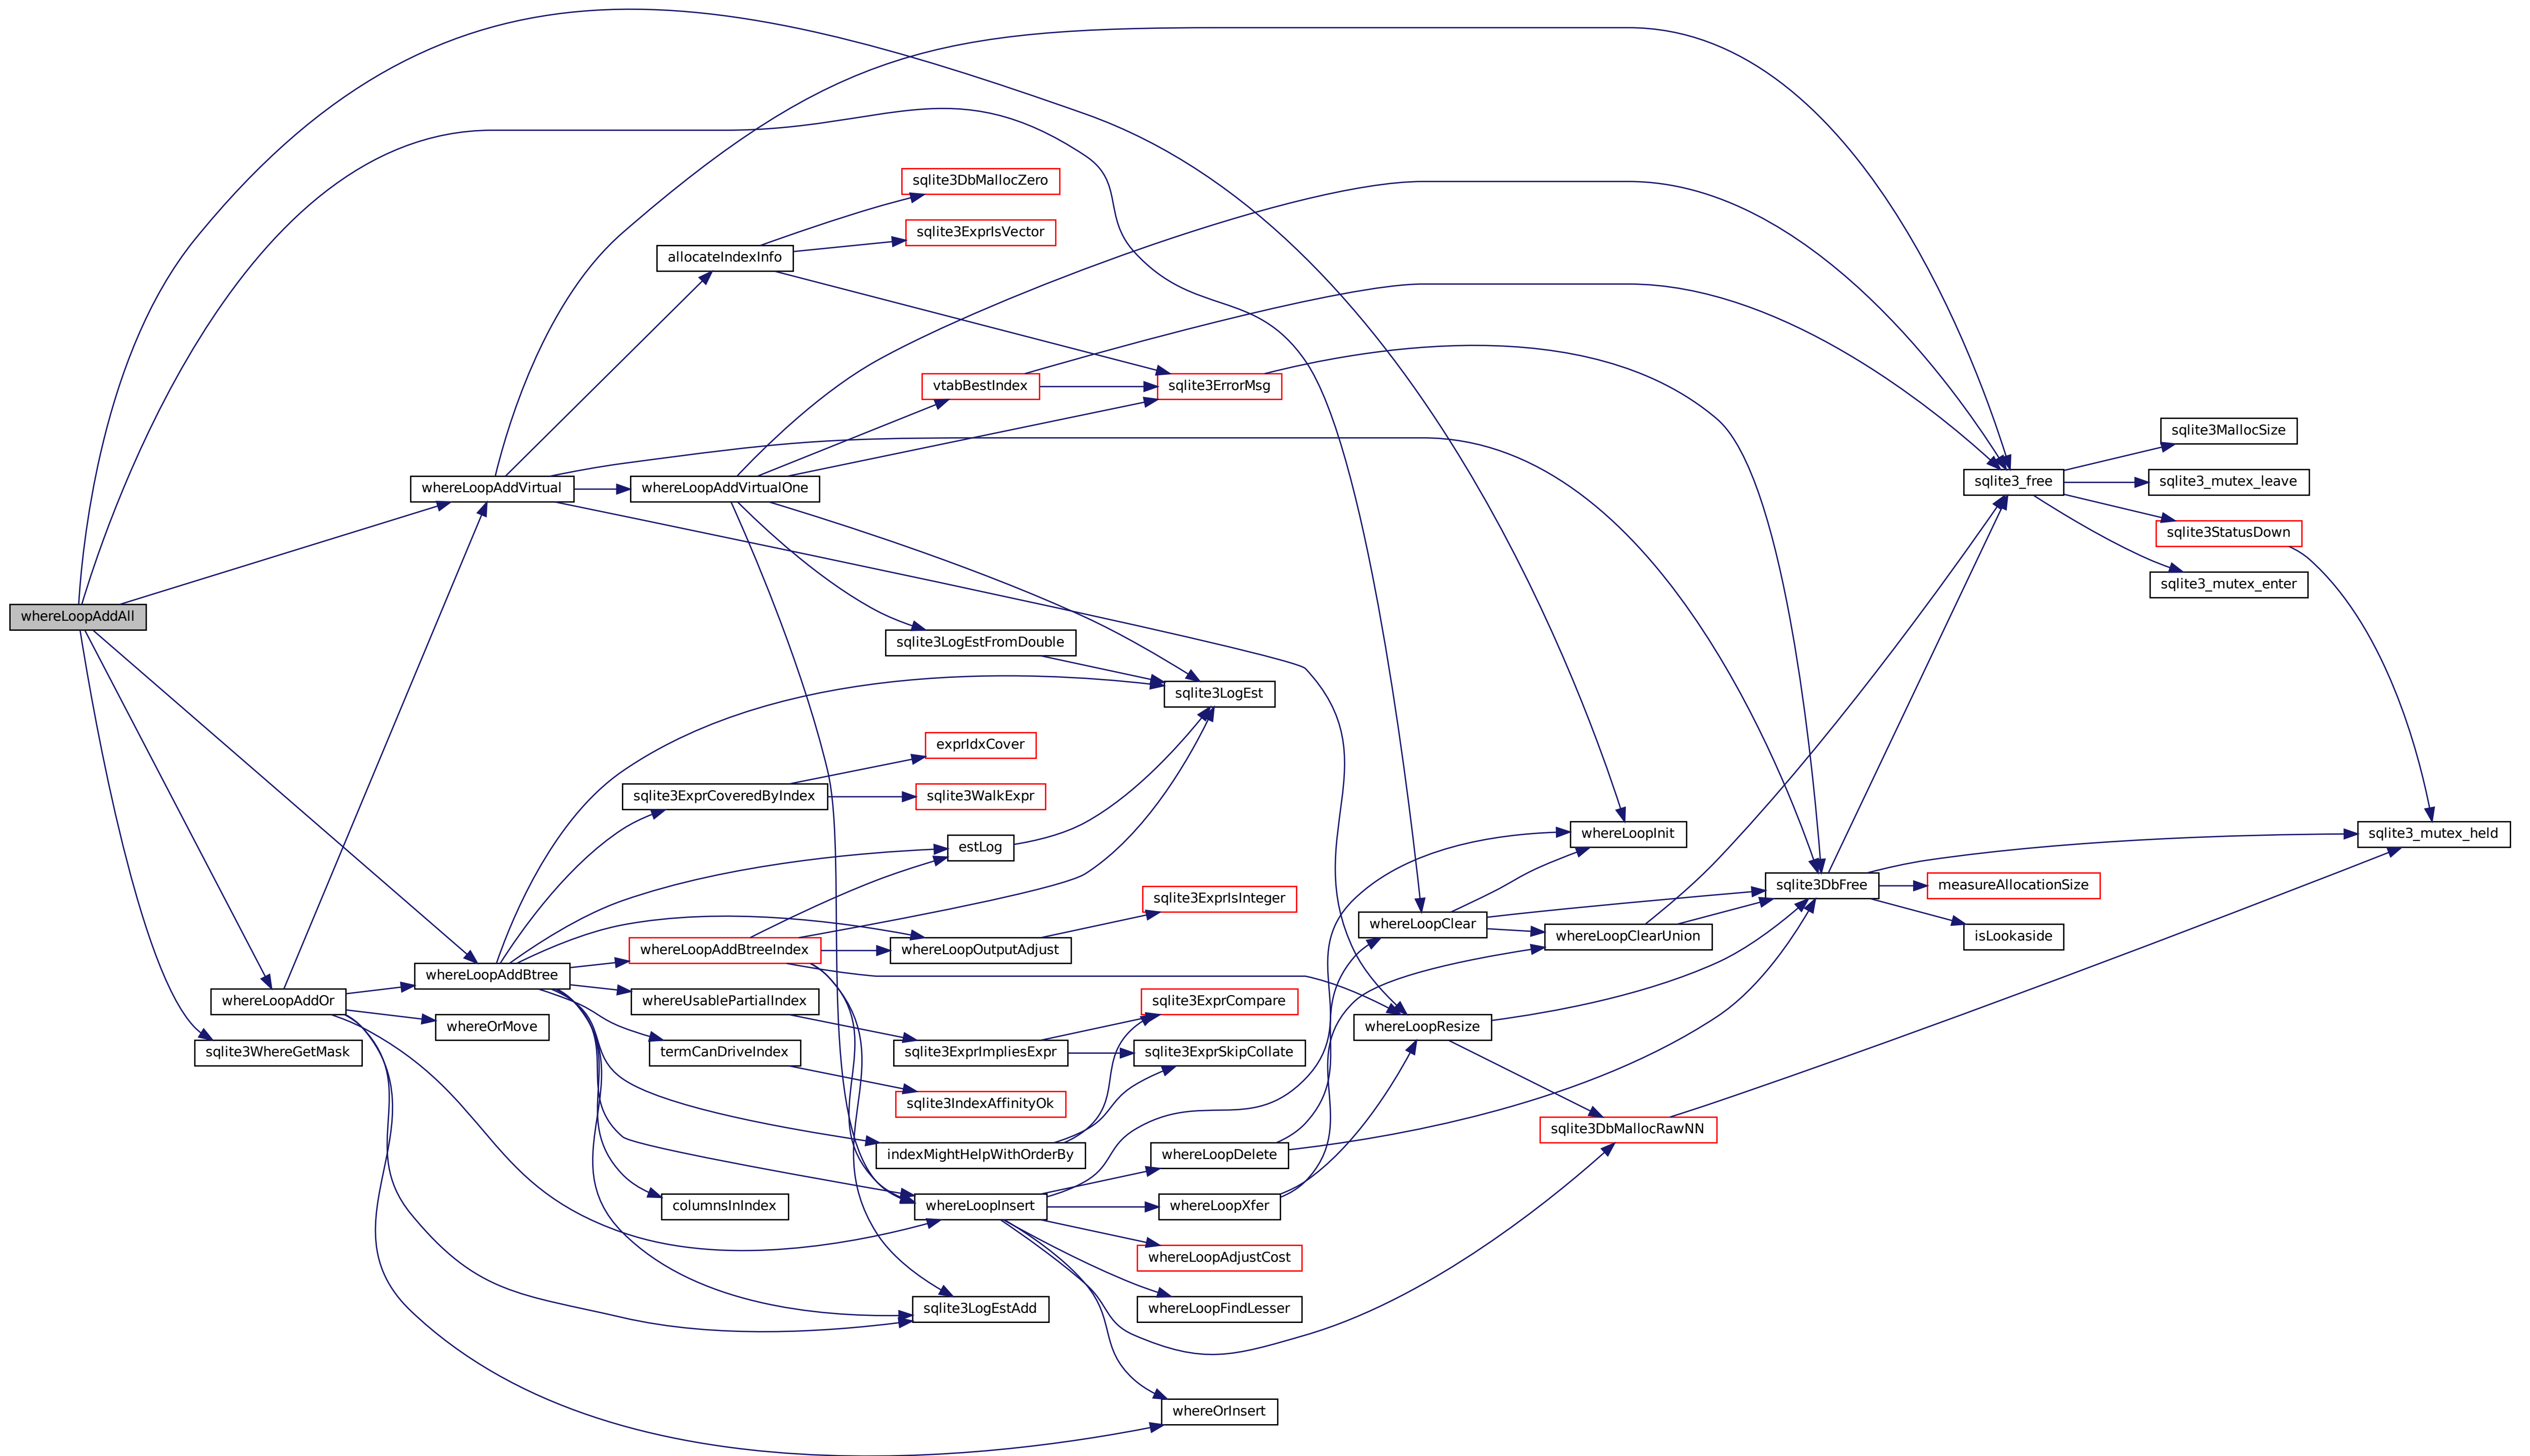 whereLoopAddAll
whereLoopAddOr
sqlite3WhereGetMask
whereLoopAddVirtual
whereLoopAddBtree
whereOrMove
allocateIndexInfo
whereLoopAddVirtualOne
sqlite3ExprCoveredByIndex
whereLoopAddBtreeIndex
whereUsablePartialIndex
termCanDriveIndex
columnsInIndex
sqlite3DbMallocZero
sqlite3ExprIsVector
vtabBestIndex
sqlite3LogEstFromDouble
exprIdxCover
sqlite3WalkExpr
estLog
whereLoopOutputAdjust
sqlite3ExprImpliesExpr
sqlite3IndexAffinityOk
indexMightHelpWithOrderBy
whereLoopInsert
sqlite3LogEstAdd
sqlite3ErrorMsg
sqlite3LogEst
sqlite3ExprIsInteger
sqlite3ExprCompare
sqlite3ExprSkipCollate
whereLoopDelete
whereLoopXfer
whereLoopAdjustCost
whereLoopFindLesser
whereOrInsert
whereLoopClear
whereLoopResize
whereLoopInit
whereLoopClearUnion
sqlite3DbMallocRawNN
sqlite3DbFree
sqlite3_free
measureAllocationSize
isLookaside
sqlite3MallocSize
sqlite3_mutex_leave
sqlite3StatusDown
sqlite3_mutex_enter
sqlite3_mutex_held